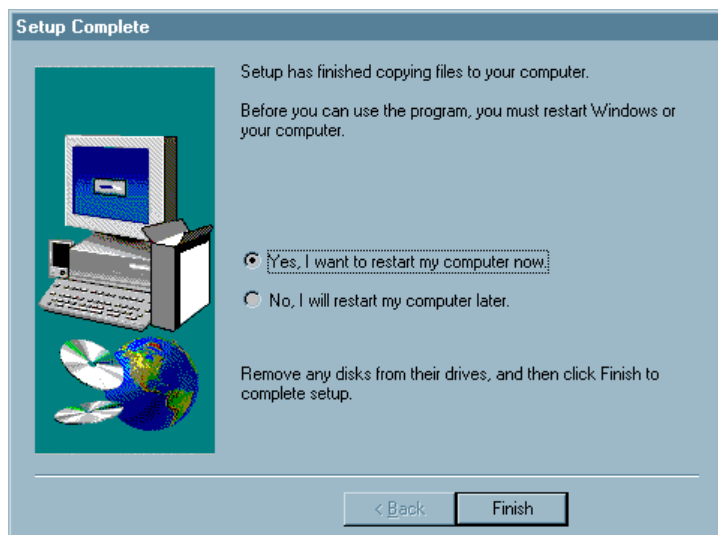 Setup Complete
Setup has finished copying files to your computer.
Before you can use the program, you must restart Windows or
your computer.
Yes, I want to restart my computer now.
No, I will restart my computer later.
Remove any disks from their drives, and then click Finish to
complete setup.
< Back
Finish